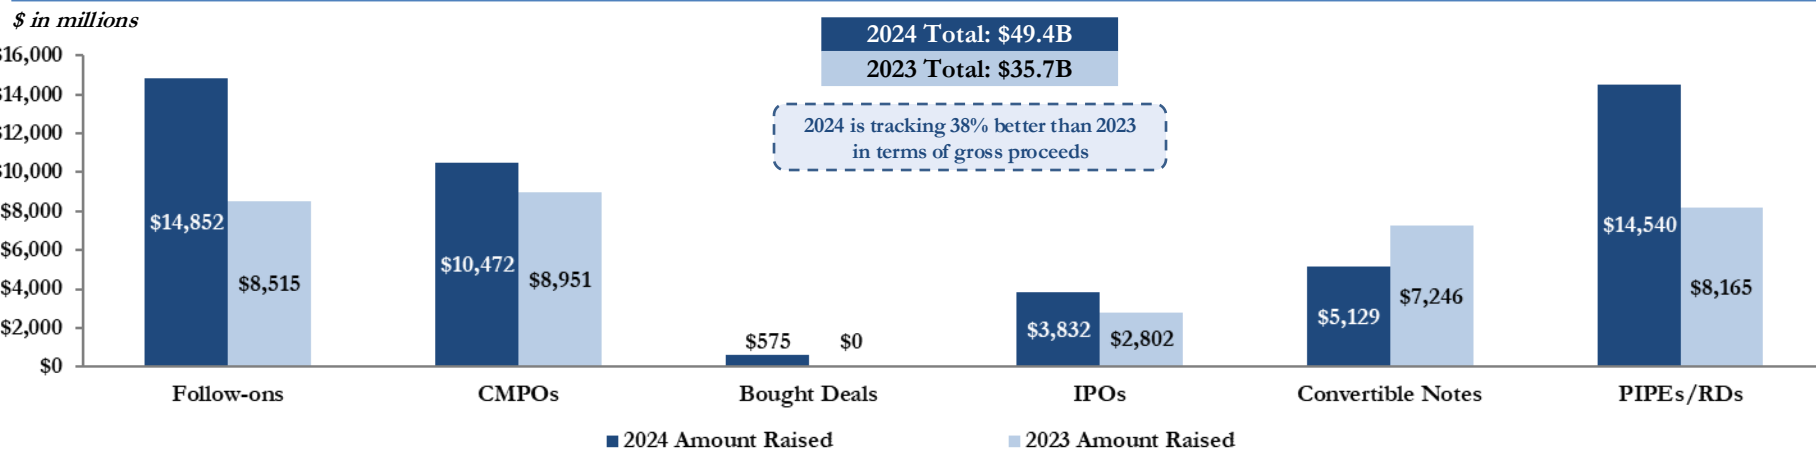 $ in millions
2024 Total: $49.4B
2023 Total: $35.7B
2024 is tracking 38% better than 2023
in terms of gross proceeds
$16,000
$14,000
$12,000
$10,000
$8,000
$6,000
$4,000
$2,000
$0
$14,852
$8,515
$10,472
$8,951
$575
$0
$3,832
$2,802
$5,129
$7,246
$14,540
$8,165
Follow-ons
CMPOs
Bought Deals
IPOs
Convertible Notes
PIPEs/RDs
2024 Amount Raised
2023 Amount Raised